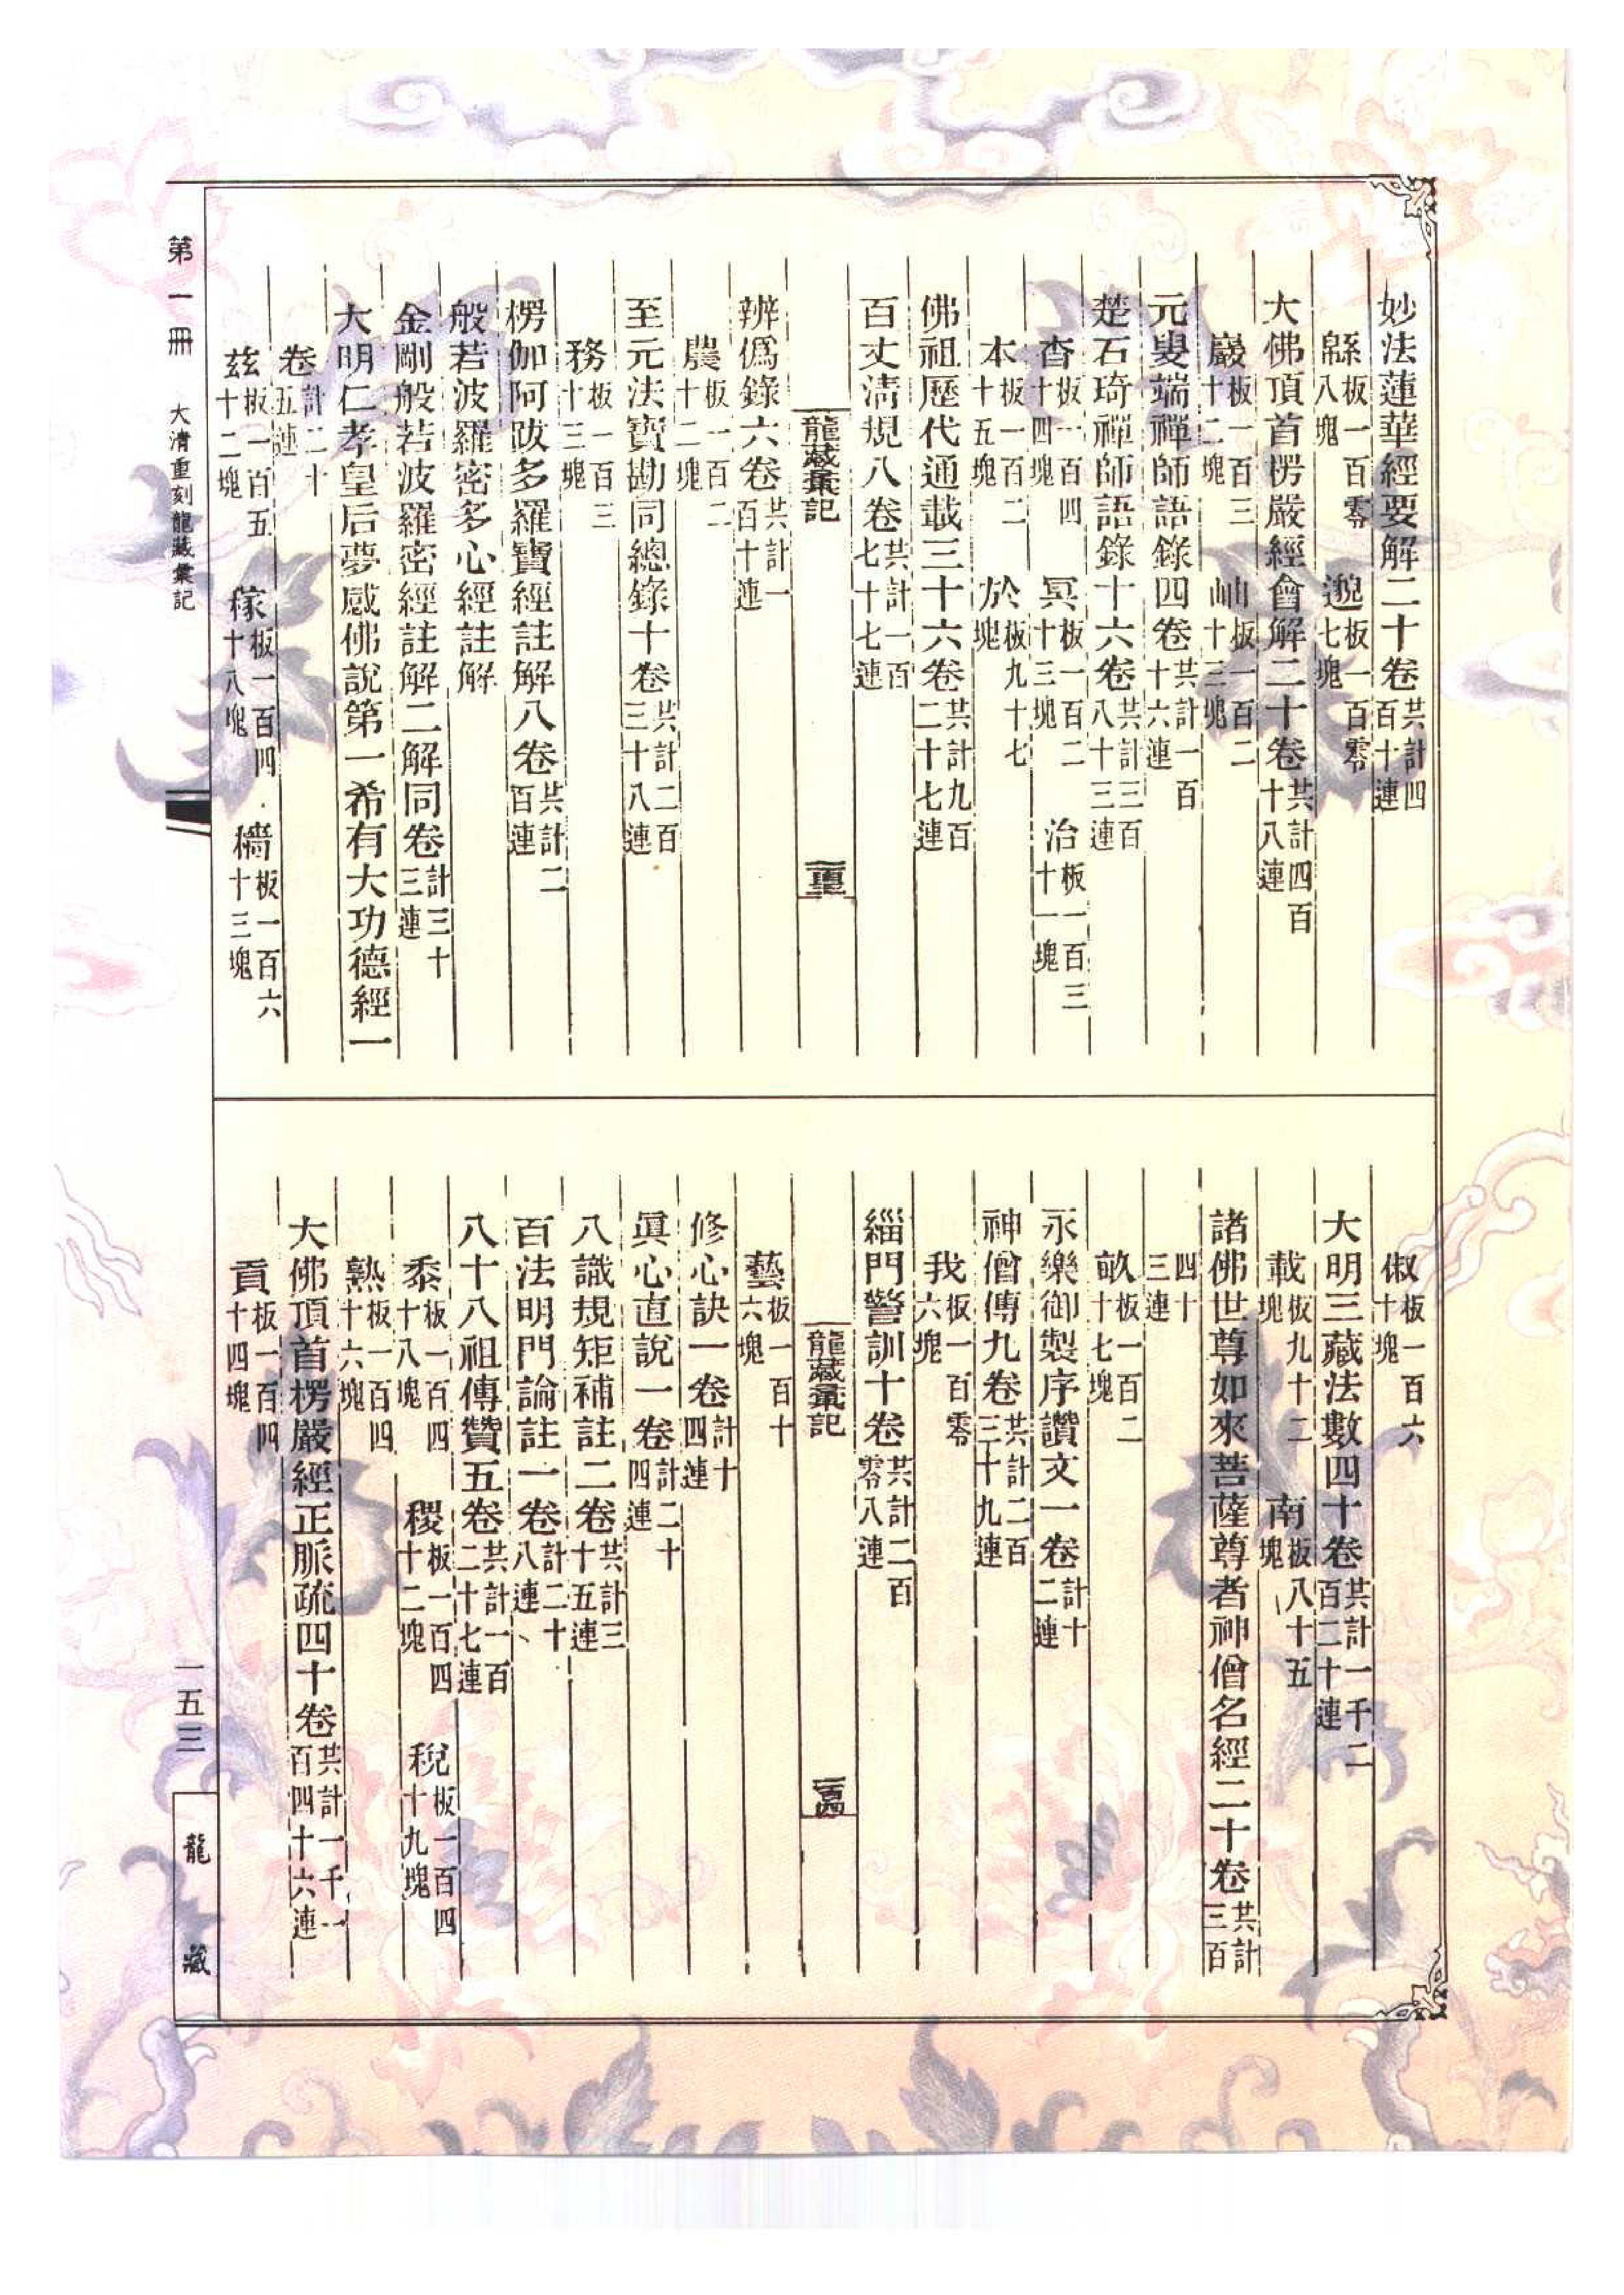 妙法蓮華經要解二十卷共計四百十連
緜板一百零八塊　邈板一百零七塊
大佛頂首楞嚴經會解二十卷共計四百十八連
巖板一百三十二塊　岫板一百二十三塊
元叟端禪師語錄四卷共計一百十六連
楚石琦禪師語錄十六卷共計三百八十三連
杳板一百四十四塊　冥板一百二十三塊　治板一百三十一塊
本板一百二十五塊　於板九十七塊
佛祖歷代通載三十六卷共計九百二十七連
百丈淸規八卷共計一百七十七連
龍藏彙記
辨僞錄六卷共計一百十連
農板一百二十二塊
至元法寶勘同總錄十卷共計二百三十八連
務板一百三十三塊
楞伽阿跋多羅寶經註解八卷共計二百連
般若波羅密多心經註解
金剛般若波羅密經註解二解同卷計三十三連
大明仁孝皇后夢感佛說第一希有大功德經一
卷計二十五連
玆板一百五十二塊　稼板一百四十八塊　穡板一百六十三塊
俶板一百六十塊
大明三藏法數四十卷共計一千二百二十連
載板九十二塊　南板八十五塊
諸佛世尊如來菩薩尊者神僧名經二十卷共計三百
四十三連
畝板一百二十七塊
永樂御製序讚文一卷計十二連
神僧傳九卷共計二百三十九連
我板一百零六塊
緇門警訓十卷共計二百零八連
龍藏彙記
一百四
藝板一百十六塊
修心訣一卷計十四連
眞心直說一卷計二十四連
八識規矩補註二卷共計三十五連
百法明門論註一卷計二十八連
八十八祖傳贊五卷共計一百二十七連
黍板一百四十八塊　稷板一百四十二塊　稅板一百四十九塊
熟板一百四十六塊
大佛頂首楞嚴經正脈疏四十卷共計一千一百四十六連
貢板一百四十四塊
第一冊　大淸重刻龍藏彙記
一五三
龍藏